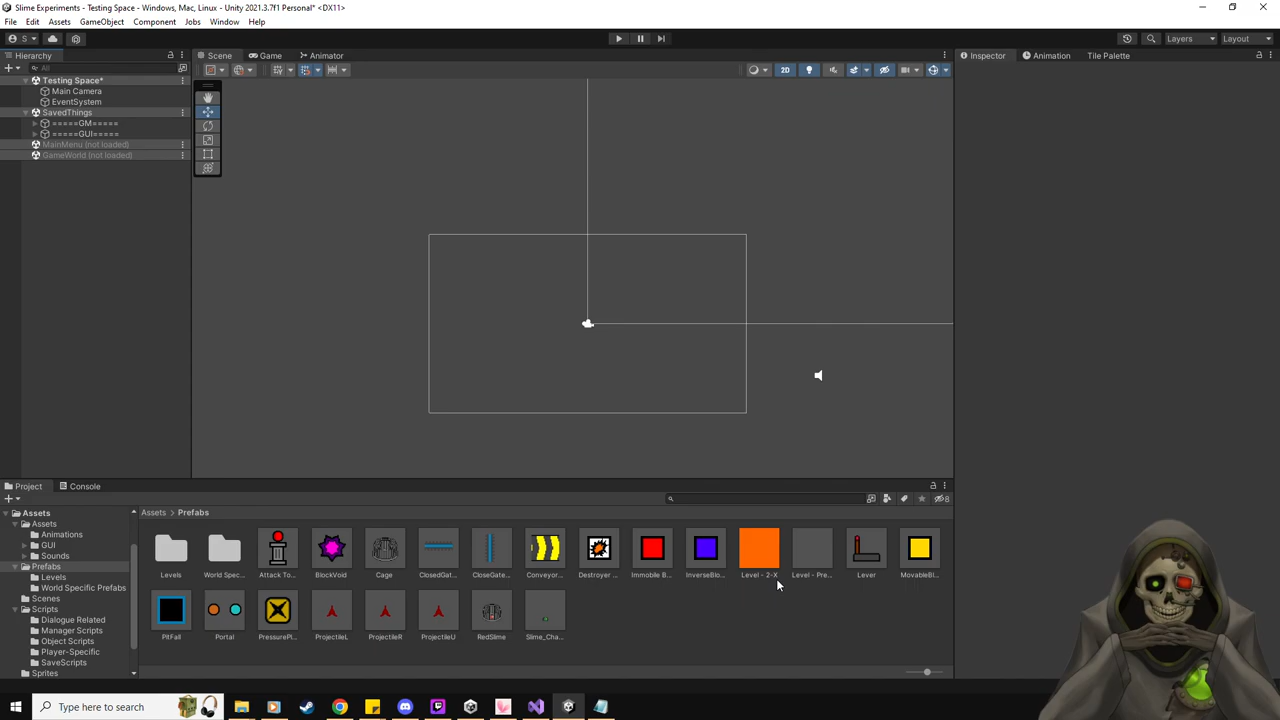 Slime Experiments - Testing Space - Windows, Mac, Linux - Unity 2021.3.7f1 Personal* <DX11>
File Edit Assets GameObject Component Jobs Window Help
S Layers Layout
Hierarchy Scene Game Animator Inspector Animation Tile Palette
All 2D
Testing Space*
Main Camera
EventSystem
SavedThings
=====GM=====
=====GUI=====
MainMenu (not loaded)
GameWorld (not loaded)
Project Console
8
Assets
Assets
Animations
GUI
Sounds
Prefabs
Levels
World Specific Prefabs
Scenes
Scripts
Dialogue Related
Manager Scripts
Object Scripts
Player-Specific
SaveScripts
Sprites
Assets Prefabs
Levels World Spec... Attack To... BlockVoid Cage ClosedGat... CloseGate... Conveyor... Destroyer ... Immobile B... InverseBlo... Level - 2-X Level - Pre... Lever MovableBl...
PitFall Portal PressurePl... ProjectileL ProjectileR ProjectileU RedSlime Slime_Cha...
Type here to search